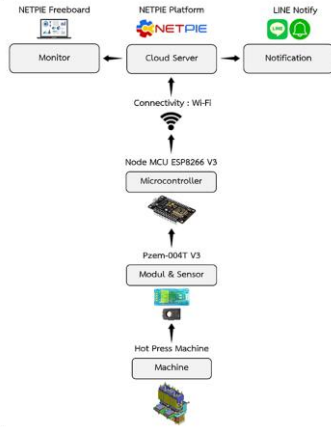 NETPIE Freeboard
NETPIE Platform
LINE Notify
NETPIE
LINE
Monitor
Cloud Server
Notification
Connectivity : Wi-Fi
Node MCU ESP8266 V3
Microcontroller
Pzem-004T V3
Modul & Sensor
Hot Press Machine
Machine